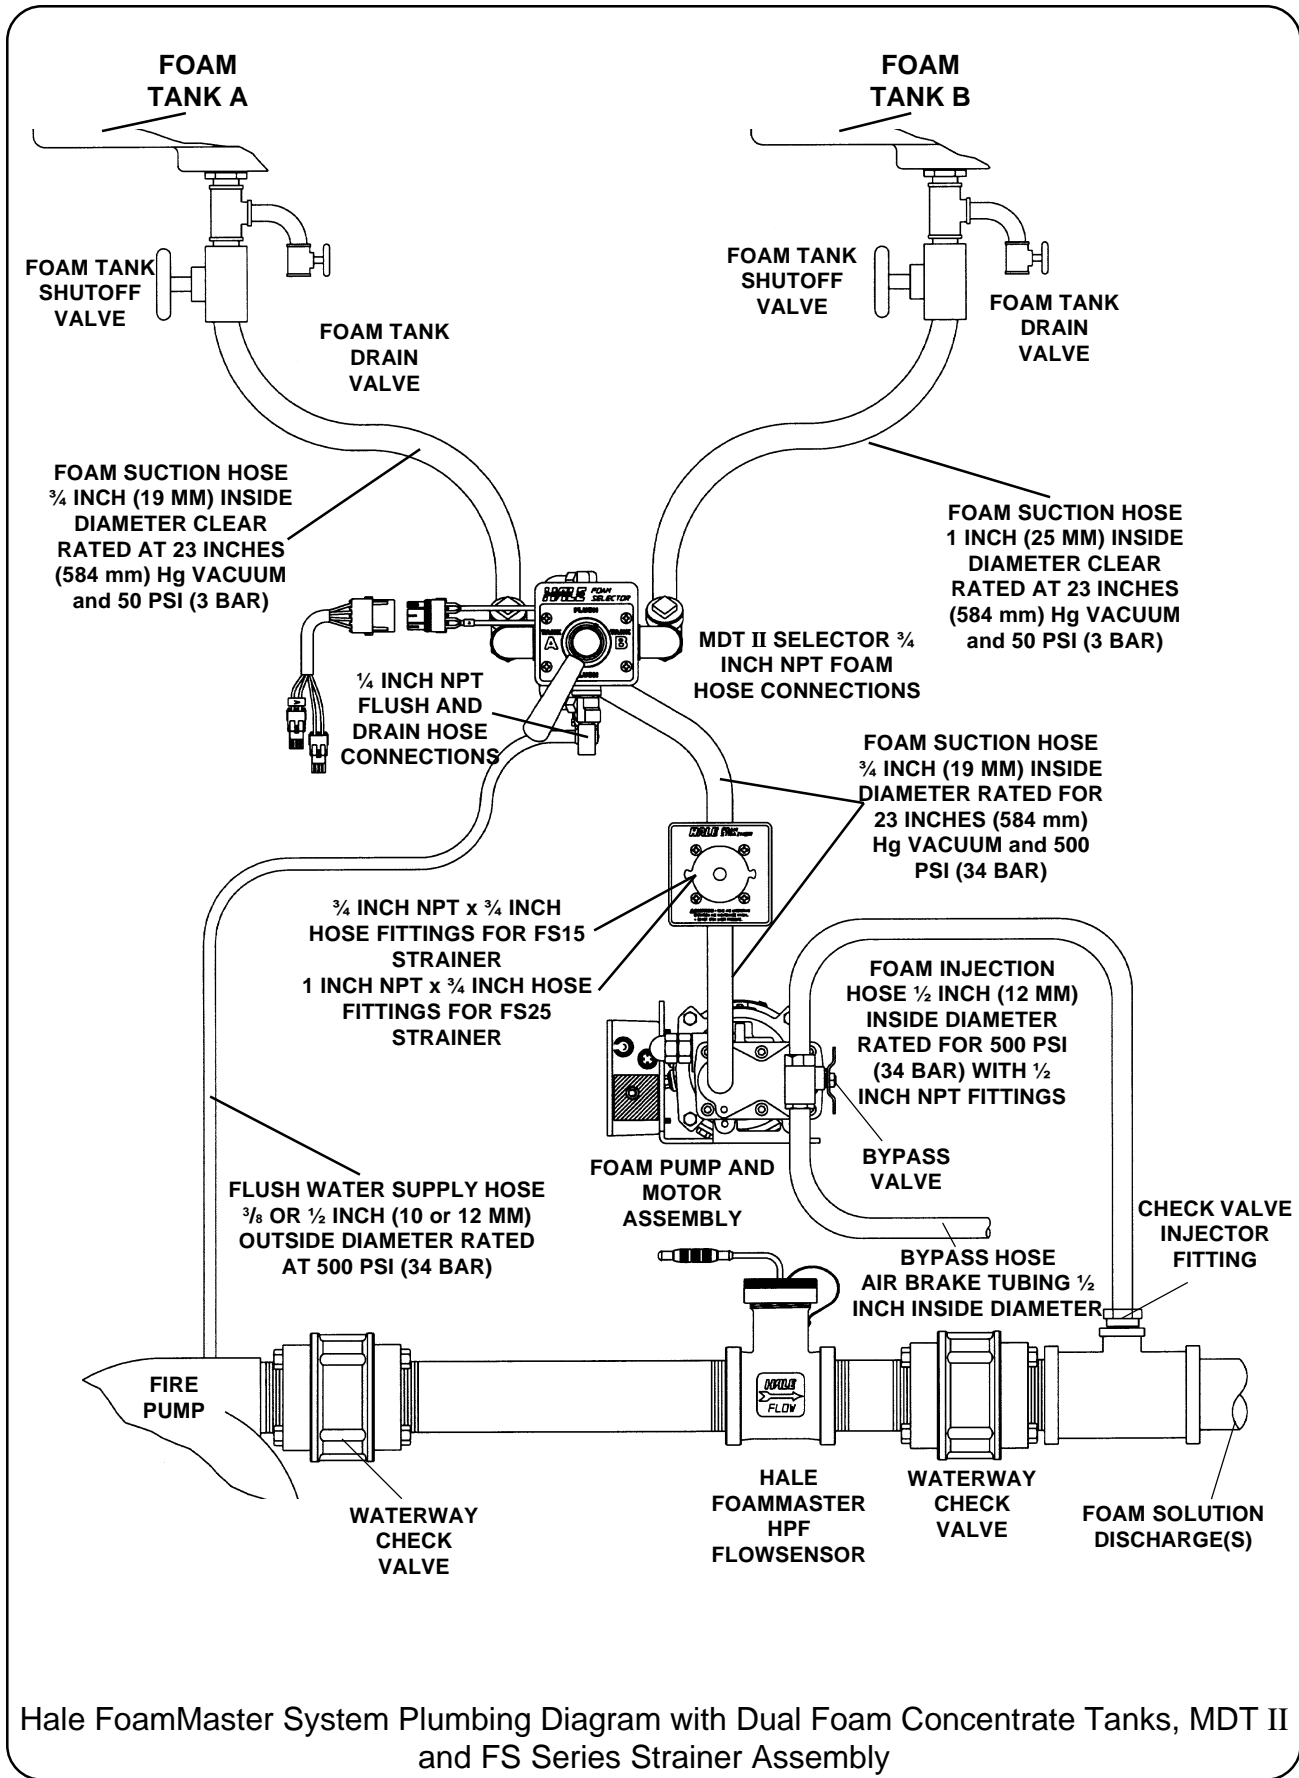 FOAM
TANK A
FOAM
TANK B
FOAM TANK
SHUTOFF
VALVE
FOAM TANK
DRAIN
VALVE
FOAM TANK
SHUTOFF
VALVE
FOAM TANK
DRAIN
VALVE
FOAM SUCTION HOSE
¾ INCH (19 MM) INSIDE
DIAMETER CLEAR
RATED AT 23 INCHES
(584 mm) Hg VACUUM
and 50 PSI (3 BAR)
FOAM SUCTION HOSE
1 INCH (25 MM) INSIDE
DIAMETER CLEAR
RATED AT 23 INCHES
(584 mm) Hg VACUUM
and 50 PSI (3 BAR)
HALE FOAM
SELECTOR
FLUSH
TANK TANK
A B
FLUSH
MDT II SELECTOR ¾
INCH NPT FOAM
HOSE CONNECTIONS
¼ INCH NPT
FLUSH AND
DRAIN HOSE
CONNECTIONS
A
FOAM SUCTION HOSE
¾ INCH (19 MM) INSIDE
DIAMETER RATED FOR
23 INCHES (584 mm)
Hg VACUUM and 500
PSI (34 BAR)
HALE
¾ INCH NPT x ¾ INCH
HOSE FITTINGS FOR FS15
STRAINER
1 INCH NPT x ¾ INCH HOSE
FITTINGS FOR FS25
STRAINER
FOAM INJECTION
HOSE ½ INCH (12 MM)
INSIDE DIAMETER
RATED FOR 500 PSI
(34 BAR) WITH ½
INCH NPT FITTINGS
BYPASS
VALVE
FOAM PUMP AND
MOTOR
ASSEMBLY
FLUSH WATER SUPPLY HOSE
³/₈ OR ½ INCH (10 or 12 MM)
OUTSIDE DIAMETER RATED
AT 500 PSI (34 BAR)
CHECK VALVE
INJECTOR
FITTING
BYPASS HOSE
AIR BRAKE TUBING ½
INCH INSIDE DIAMETER
FIRE
PUMP
HALE
FLOW
WATERWAY
CHECK
VALVE
HALE
FOAMMASTER
HPF
FLOWSENSOR
WATERWAY
CHECK
VALVE
FOAM SOLUTION
DISCHARGE(S)
Hale FoamMaster System Plumbing Diagram with Dual Foam Concentrate Tanks, MDT II
and FS Series Strainer Assembly